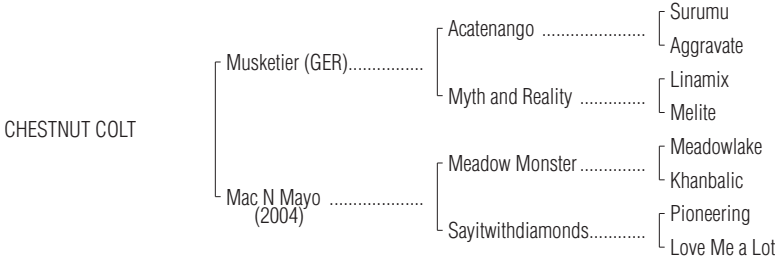 Surumu
Acatenango ......................
Aggravate
Musketier (GER)................
Linamix
Myth and Reality ..............
Melite
CHESTNUT COLT
Meadowlake
Meadow Monster ..............
Khanbalic
Mac N Mayo ....................
(2004)
Pioneering
Sayitwithdiamonds............
Love Me a Lot